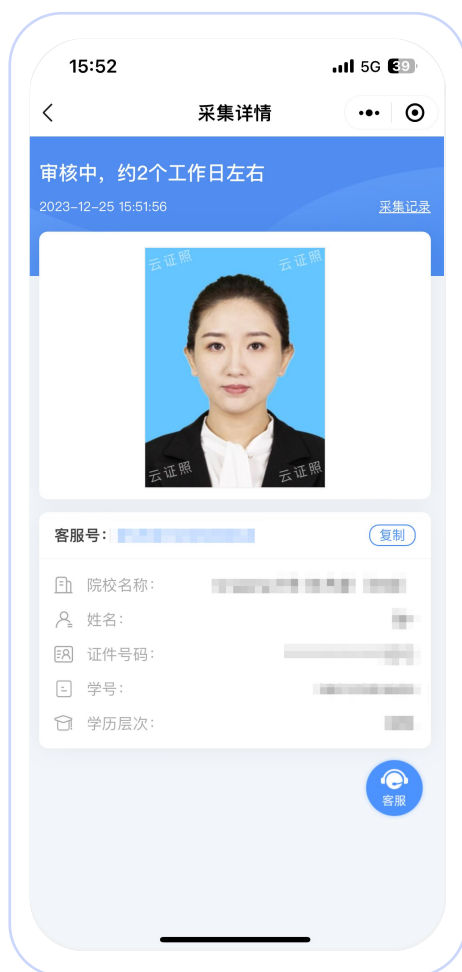 15:52
5G 39
采集详情
审核中，约2个工作日左右
2023-12-25 15:51:56
采集记录
云证照 云证照
云证照 云证照
客服号：
复制
院校名称：
姓名：
证件号码：
学号：
学历层次：
客服